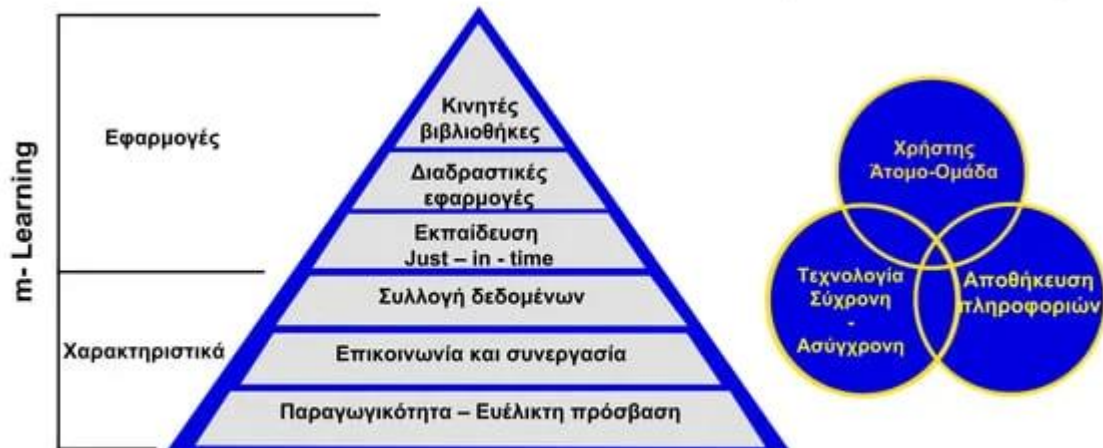 m- Learning
Εφαρμογές
Χαρακτηριστικά
Κινητές
βιβλιοθήκες
Διαδραστικές
εφαρμογές
Εκπαίδευση
Just – in - time
Συλλογή δεδομένων
Επικοινωνία και συνεργασία
Παραγωγικότητα – Ευέλικτη πρόσβαση
Χρήστης
Άτομο-Ομάδα
Τεχνολογία
Σύχρονη
-
Ασύγχρονη
Αποθήκευση
πληροφοριών